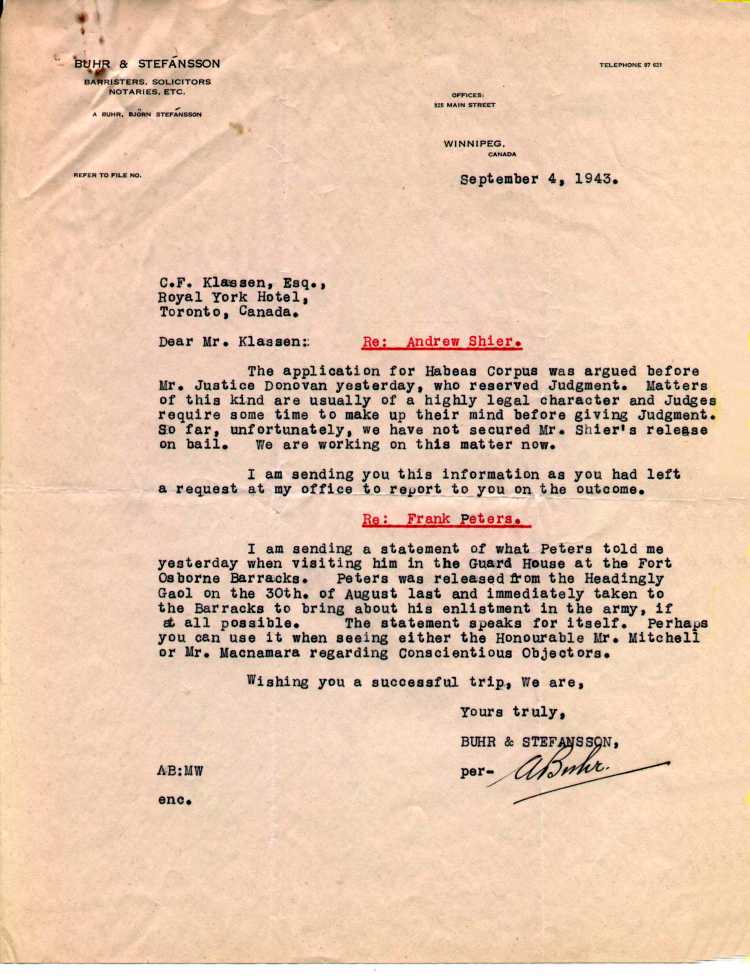 BUHR & STEFÁNSSON
BARRISTERS, SOLICITORS
NOTARIES, ETC.
A BUHR, BJÖRN STEFÁNSSON
TELEPHONE 97 621
OFFICES:
925 MAIN STREET
WINNIPEG,
CANADA
REFER TO FILE NO.
September 4, 1943.
C.F. Klassen, Esq.,
Royal York Hotel,
Toronto, Canada.
Dear Mr. Klassen: Re: Andrew Shier.
The application for Habeas Corpus was argued before
Mr. Justice Donovan yesterday, who reserved Judgment. Matters
of this kind are usually of a highly legal character and Judges
require some time to make up their mind before giving Judgment.
So far, unfortunately, we have not secured Mr. Shier's release
on bail. We are working on this matter now.
I am sending you this information as you had left
a request at my office to report to you on the outcome.
Re: Frank Peters.
I am sending a statement of what Peters told me
yesterday when visiting him in the Guard House at the Fort
Osborne Barracks. Peters was released from the Headingly
Gaol on the 30th. of August last and immediately taken to
the Barracks to bring about his enlistment in the army, if
at all possible. The statement speaks for itself. Perhaps
you can use it when seeing either the Honourable Mr. Mitchell
or Mr. Macnamara regarding Conscientious Objectors.
Wishing you a successful trip, We are,
Yours truly,
BUHR & STEFANSSON,
AB:MW
per- ABuhr.
enc.